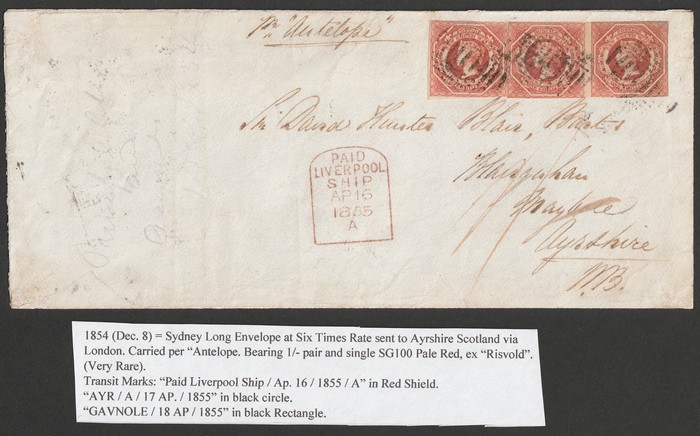 Pr "Antelope"
Sir David Hunter Blair, Bart
Maybole
Ayrshire
N.B.
PAID
LIVERPOOL
SHIP
AP 16
1855
A
1854 (Dec. 8) = Sydney Long Envelope at Six Times Rate sent to Ayrshire Scotland via
London. Carried per “Antelope. Bearing 1/- pair and single SG100 Pale Red, ex “Risvold”.
(Very Rare).
Transit Marks: “Paid Liverpool Ship / Ap. 16 / 1855 / A” in Red Shield.
“AYR / A / 17 AP. / 1855” in black circle.
“GAVNOLE / 18 AP / 1855” in black Rectangle.